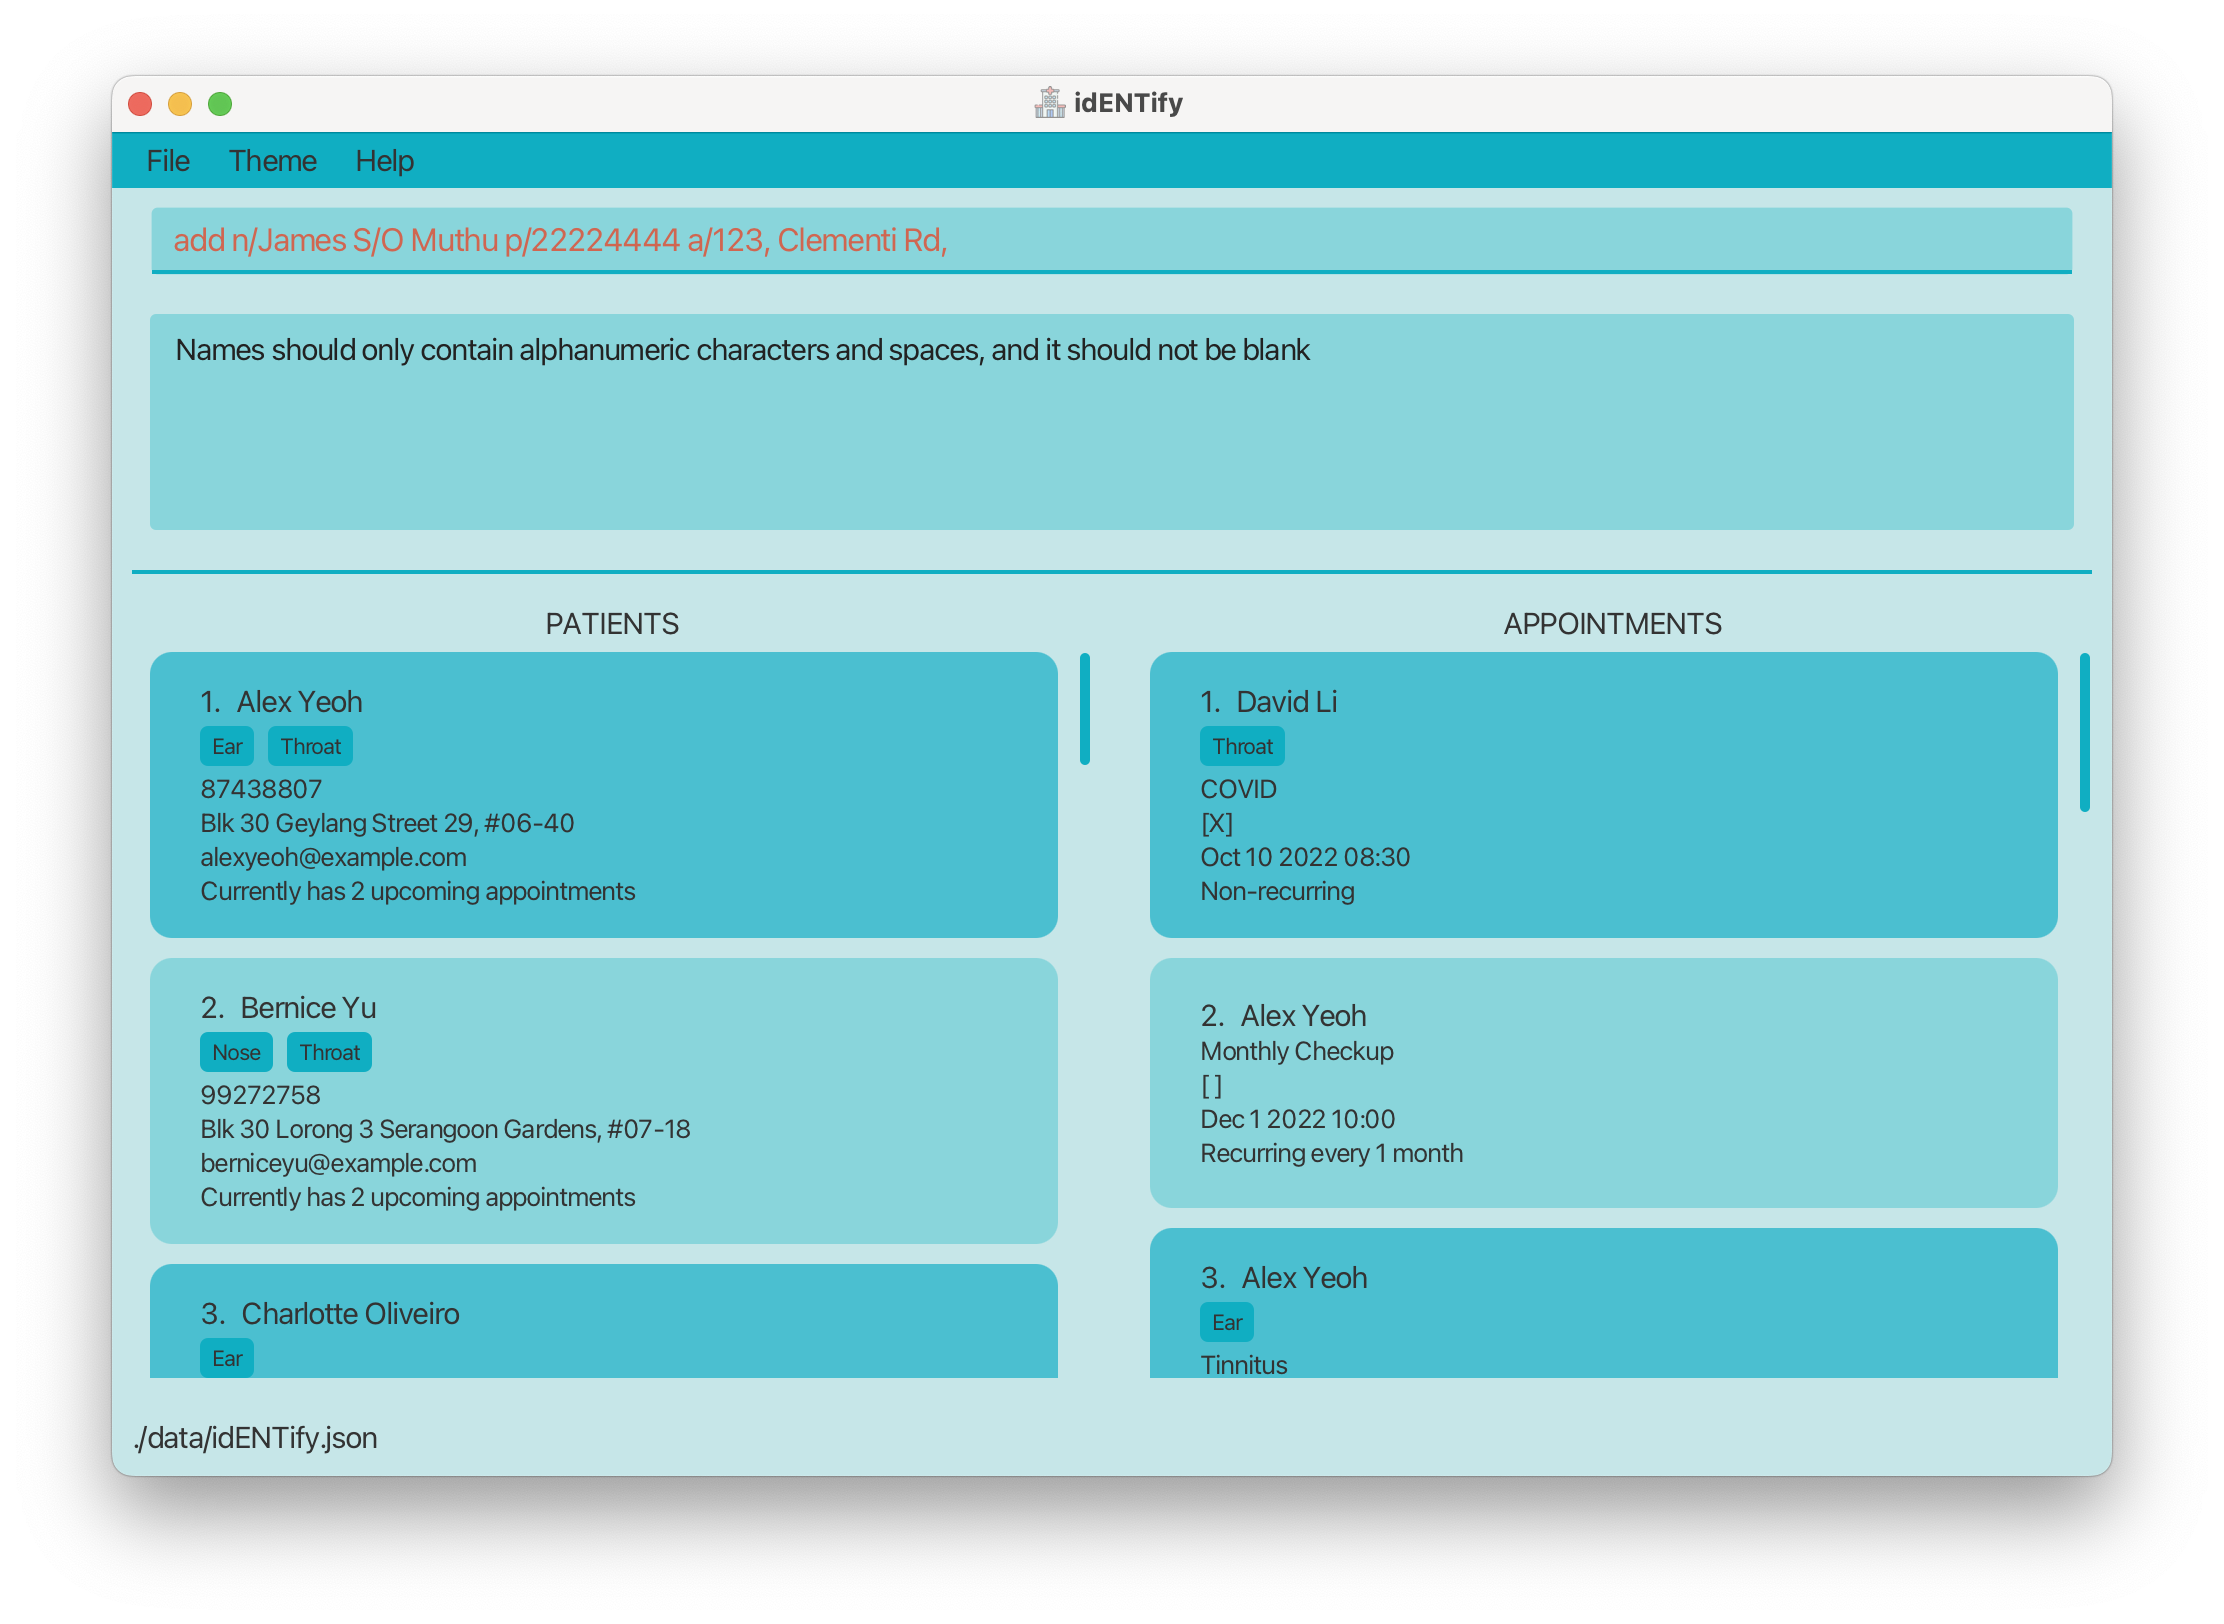 idENTify
File Theme Help
add n/James S/O Muthu p/22224444 a/123, Clementi Rd,
Names should only contain alphanumeric characters and spaces, and it should not be blank
PATIENTS
1. Alex Yeoh
Ear Throat
87438807
Blk 30 Geylang Street 29, #06-40
alexyeoh@example.com
Currently has 2 upcoming appointments
2. Bernice Yu
Nose Throat
99272758
Blk 30 Lorong 3 Serangoon Gardens, #07-18
berniceyu@example.com
Currently has 2 upcoming appointments
3. Charlotte Oliveiro
Ear
APPOINTMENTS
1. David Li
Throat
COVID
[X]
Oct 10 2022 08:30
Non-recurring
2. Alex Yeoh
Monthly Checkup
[ ]
Dec 1 2022 10:00
Recurring every 1 month
3. Alex Yeoh
Ear
Tinnitus
./data/idENTify.json